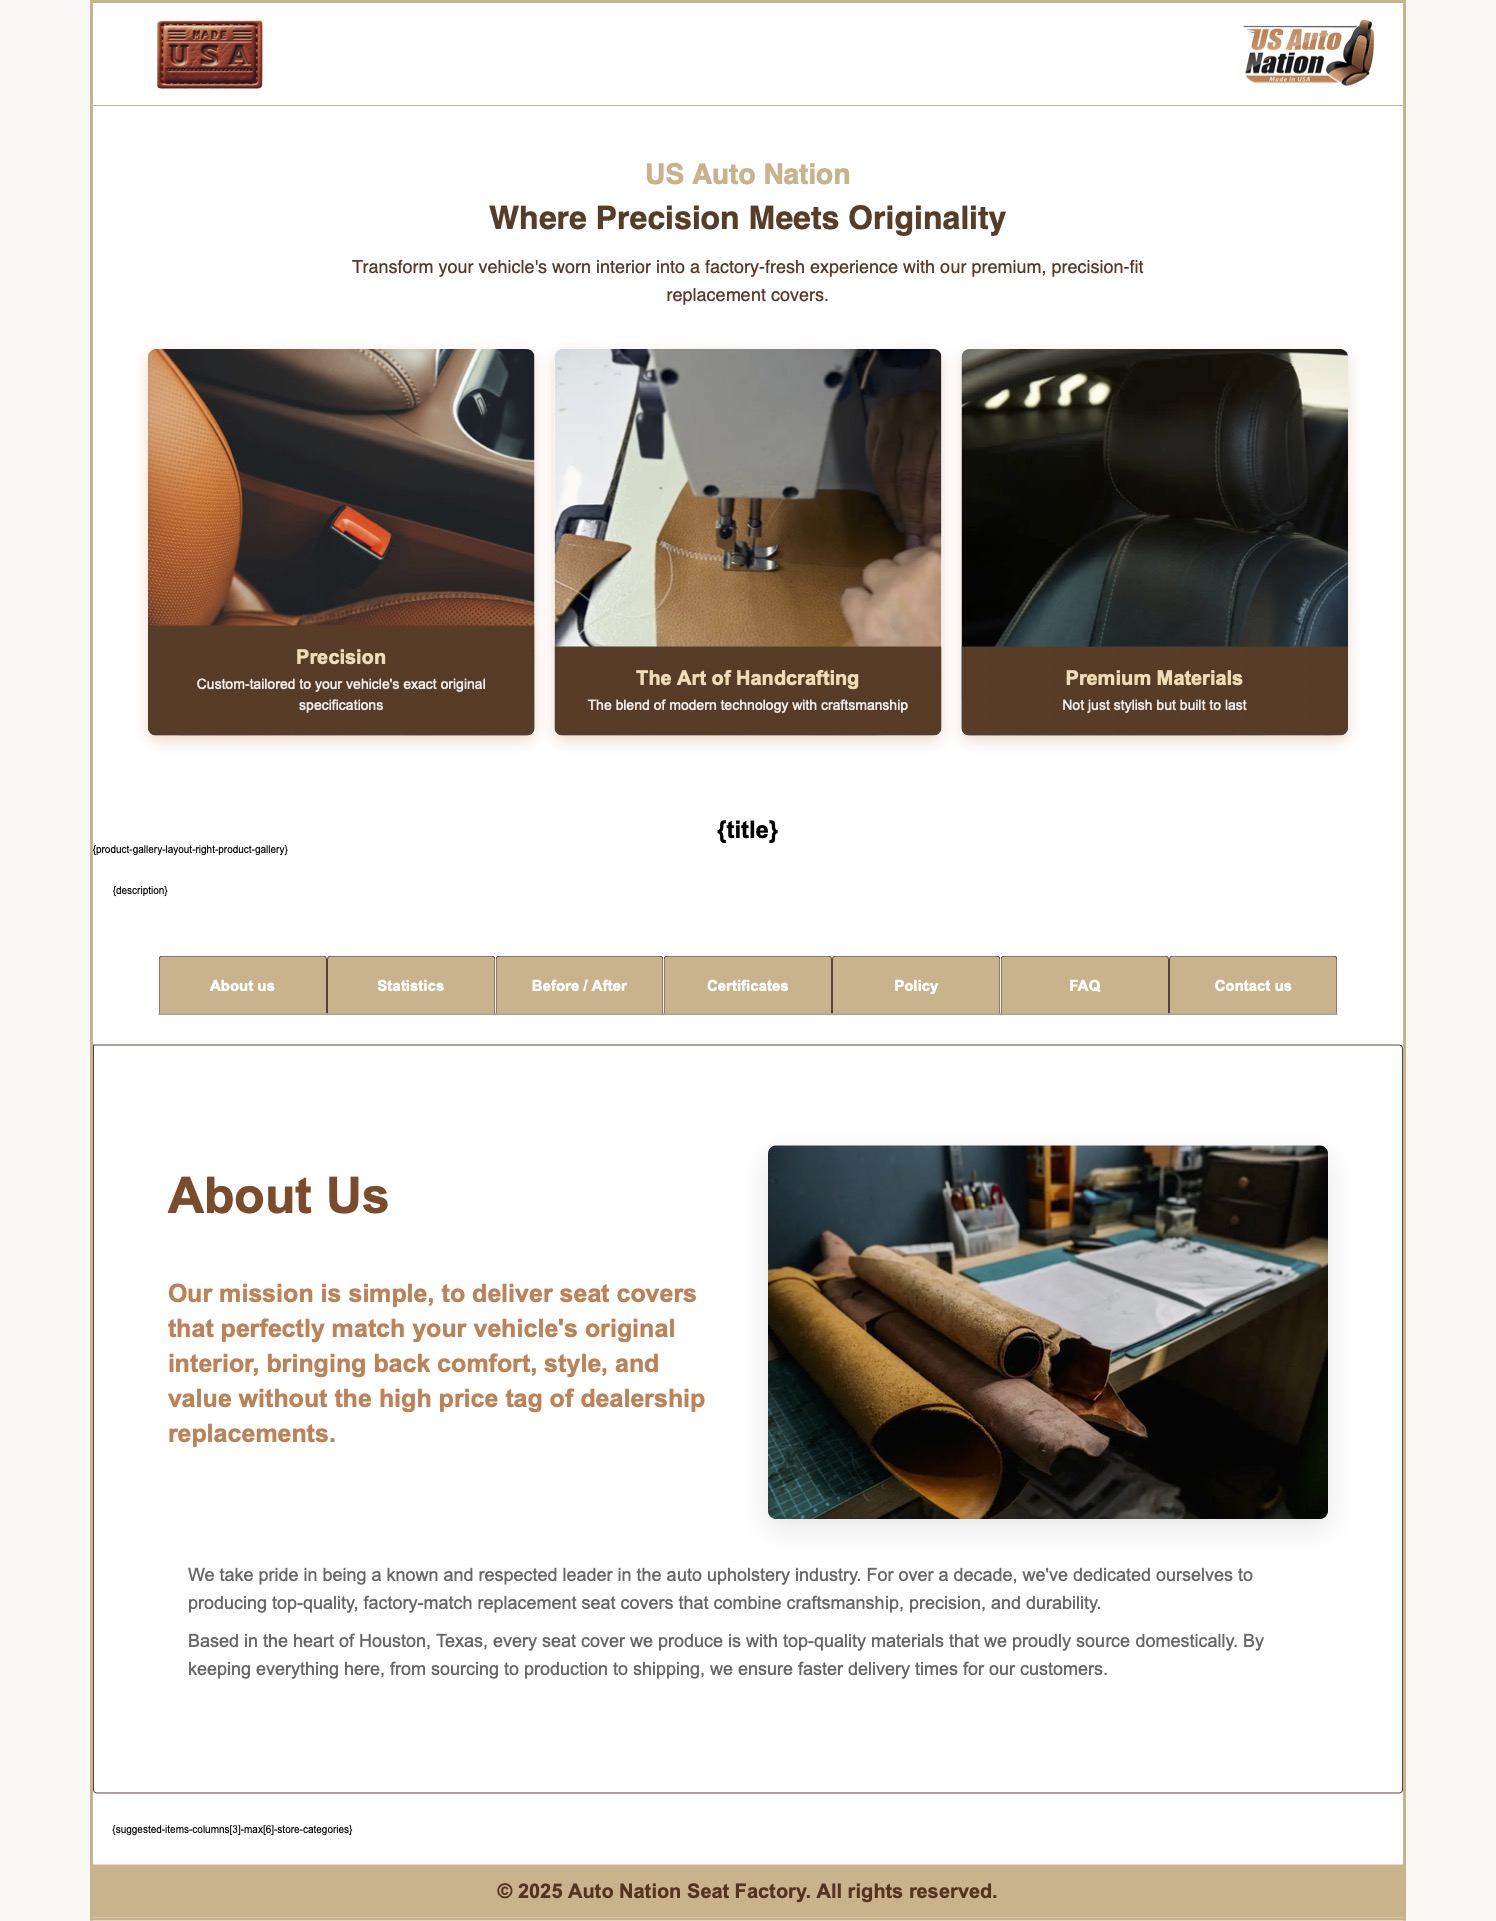 MADE
USA
US Auto
Nation
Made in USA
US Auto Nation
Where Precision Meets Originality
Transform your vehicle's worn interior into a factory-fresh experience with our premium, precision-fit
replacement covers.
Precision
Custom-tailored to your vehicle's exact original
specifications
The Art of Handcrafting
The blend of modern technology with craftsmanship
Premium Materials
Not just stylish but built to last
{title}
{product-gallery-layout-right-product-gallery}
{description}
About us
Statistics
Before / After
Certificates
Policy
FAQ
Contact us
About Us
Our mission is simple, to deliver seat covers
that perfectly match your vehicle's original
interior, bringing back comfort, style, and
value without the high price tag of dealership
replacements.
We take pride in being a known and respected leader in the auto upholstery industry. For over a decade, we've dedicated ourselves to
producing top-quality, factory-match replacement seat covers that combine craftsmanship, precision, and durability.
Based in the heart of Houston, Texas, every seat cover we produce is with top-quality materials that we proudly source domestically. By
keeping everything here, from sourcing to production to shipping, we ensure faster delivery times for our customers.
{suggested-items-columns[3]-max[6]-store-categories}
© 2025 Auto Nation Seat Factory. All rights reserved.